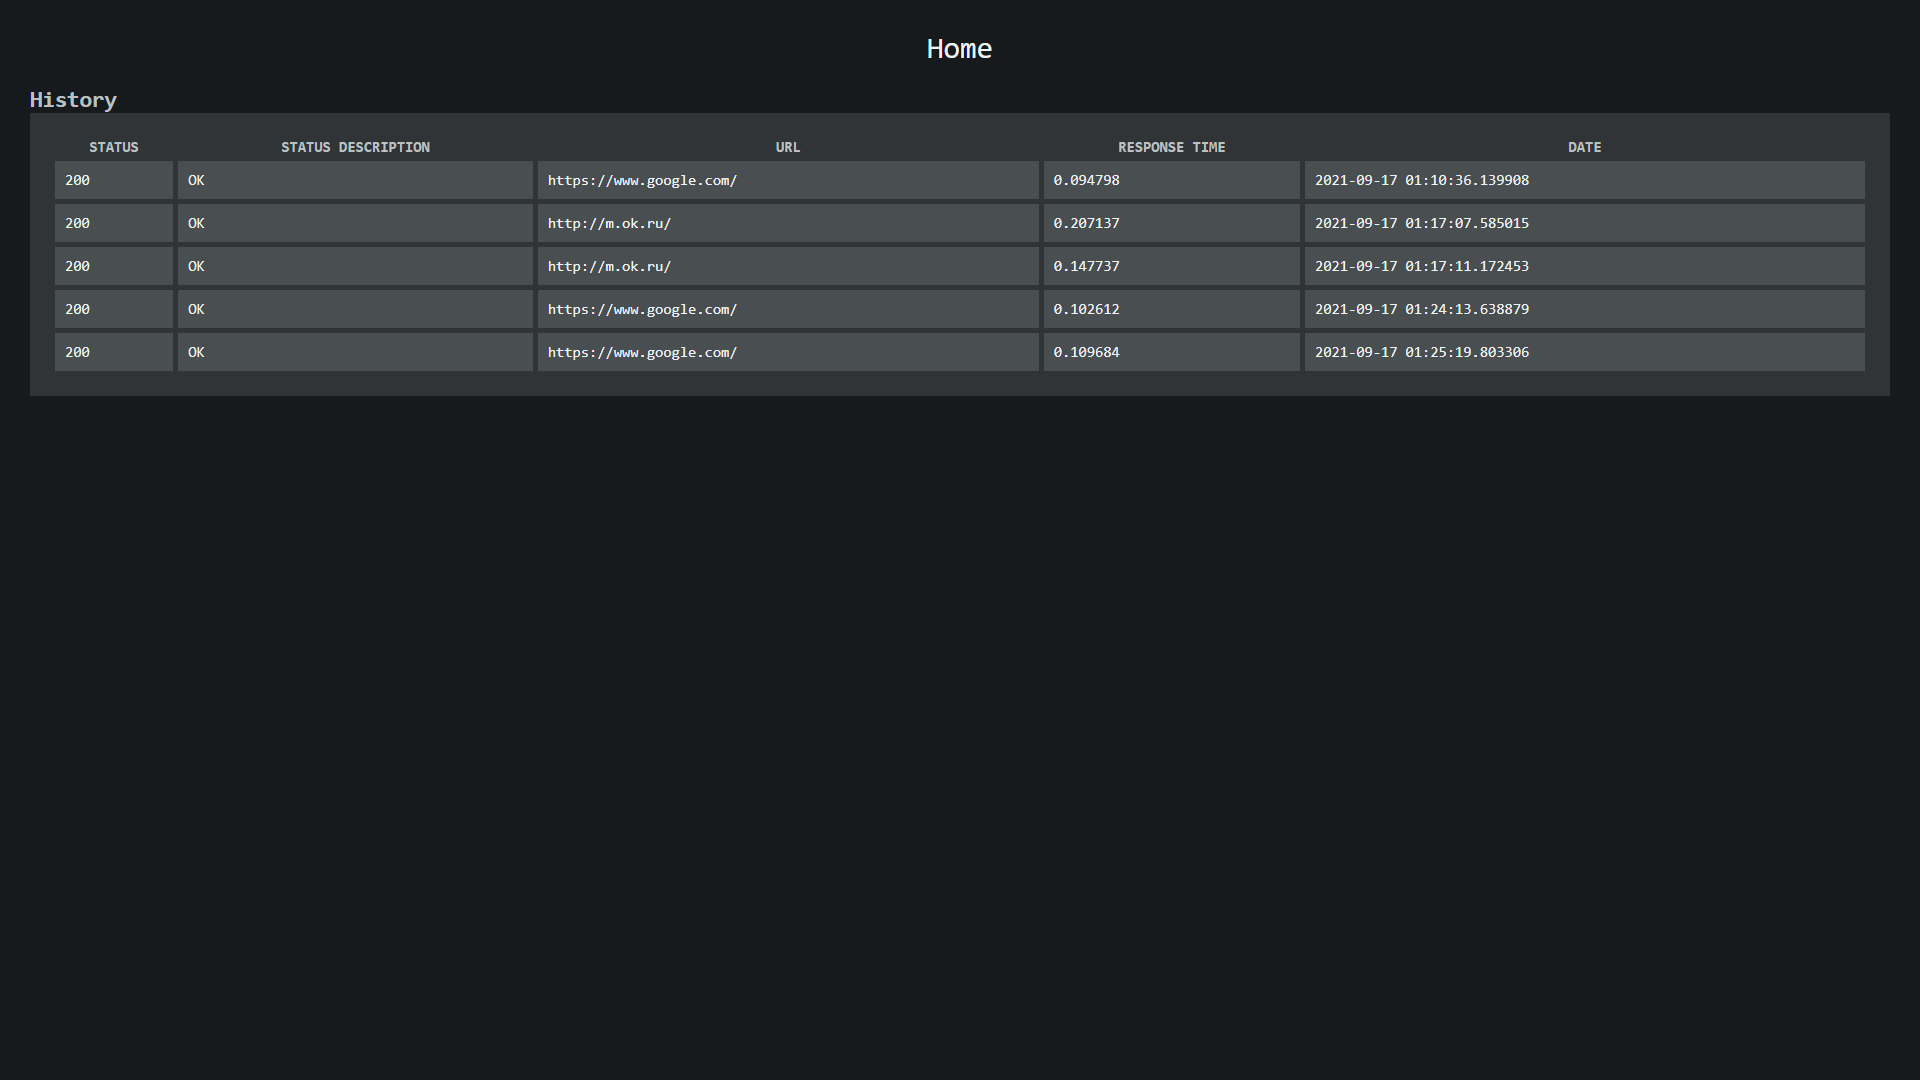 Home
History
STATUS STATUS DESCRIPTION URL RESPONSE TIME DATE
200 OK https://www.google.com/ 0.094798 2021-09-17 01:10:36.139908
200 OK http://m.ok.ru/ 0.207137 2021-09-17 01:17:07.585015
200 OK http://m.ok.ru/ 0.147737 2021-09-17 01:17:11.172453
200 OK https://www.google.com/ 0.102612 2021-09-17 01:24:13.638879
200 OK https://www.google.com/ 0.109684 2021-09-17 01:25:19.803306